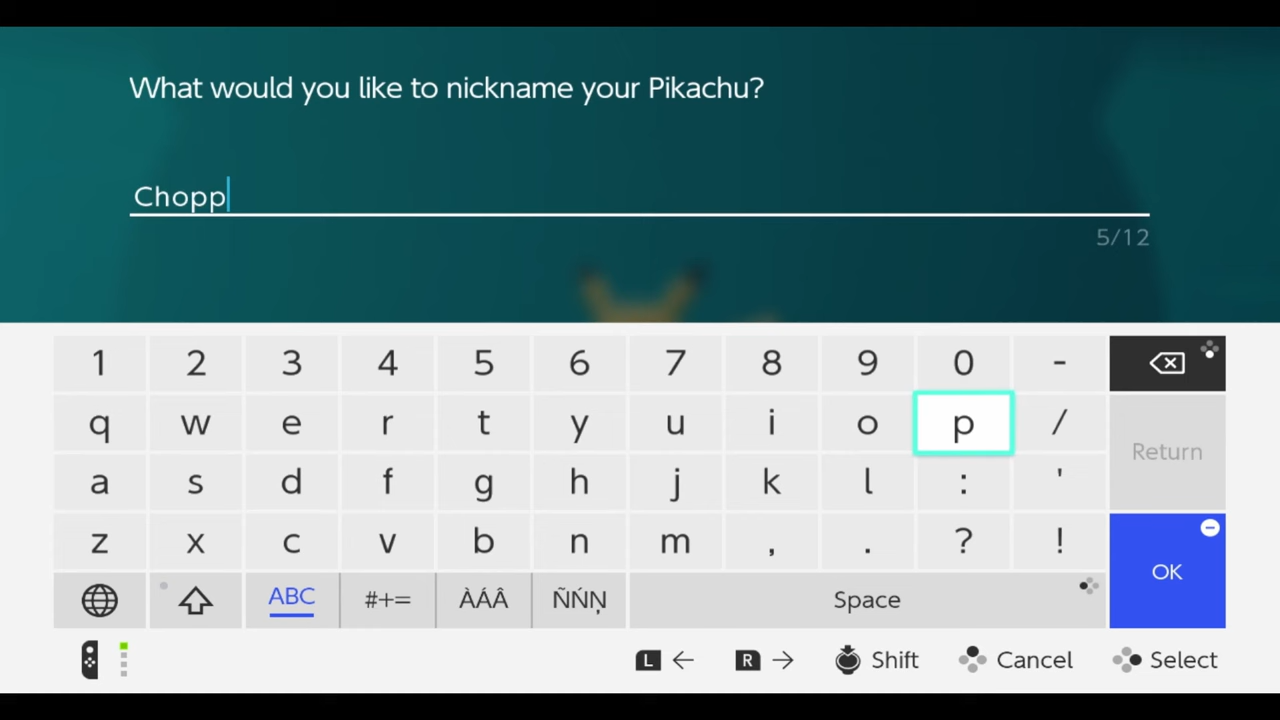 What would you like to nickname your Pikachu?
Chopp
5/12
1 2 3 4 5 6 7 8 9 0 -
q w e r t y u i o p /
Return
a s d f g h j k l : '
z x c v b n m , . ? !
OK
ABC #+= ÀÁÂ ÑŃŅ Space
L ← R → Shift Cancel Select